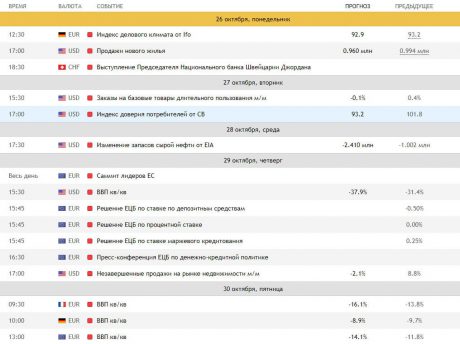 ВРЕМЯ ВАЛЮТА СОБЫТИЕ ПРОГНОЗ ПРЕДЫДУЩЕЕ
26 октября, понедельник
12:30 EUR Индекс делового климата от Ifo 92.9 93.2
17:00 USD Продажи нового жилья 0.960 млн 0.994 млн
18:30 CHF Выступление Председателя Национального банка Швейцарии Джордана
27 октября, вторник
15:30 USD Заказы на базовые товары длительного пользования м/м -0.1% 0.4%
17:00 USD Индекс доверия потребителей от CB 93.2 101.8
28 октября, среда
17:30 USD Изменение запасов сырой нефти от EIA -2.410 млн -1.002 млн
29 октября, четверг
Весь день EUR Саммит лидеров ЕС
15:30 USD ВВП кв/кв -37.9% -31.4%
15:45 EUR Решение ЕЦБ по ставке по депозитным средствам -0.50%
15:45 EUR Решение ЕЦБ по процентной ставке 0.00%
15:45 EUR Решение ЕЦБ по ставке маржевого кредитования 0.25%
16:30 EUR Пресс-конференция ЕЦБ по денежно-кредитной политике
17:00 USD Незавершенные продажи на рынке недвижимости м/м -2.1% 8.8%
30 октября, пятница
09:30 EUR ВВП кв/кв -16.1% -13.8%
10:00 EUR ВВП кв/кв -8.9% -9.7%
13:00 EUR ВВП кв/кв -14.1% -11.8%